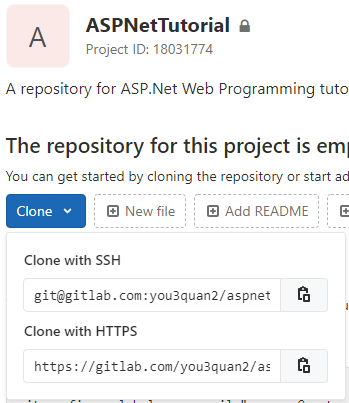 A
ASPNetTutorial
Project ID: 18031774
A repository for ASP.Net Web Programming tuto
The repository for this project is emp
You can get started by cloning the repository or start ad
Clone
New file
Add README
Clone with SSH
git@gitlab.com:you3quan2/aspnet
Clone with HTTPS
https://gitlab.com/you3quan2/as